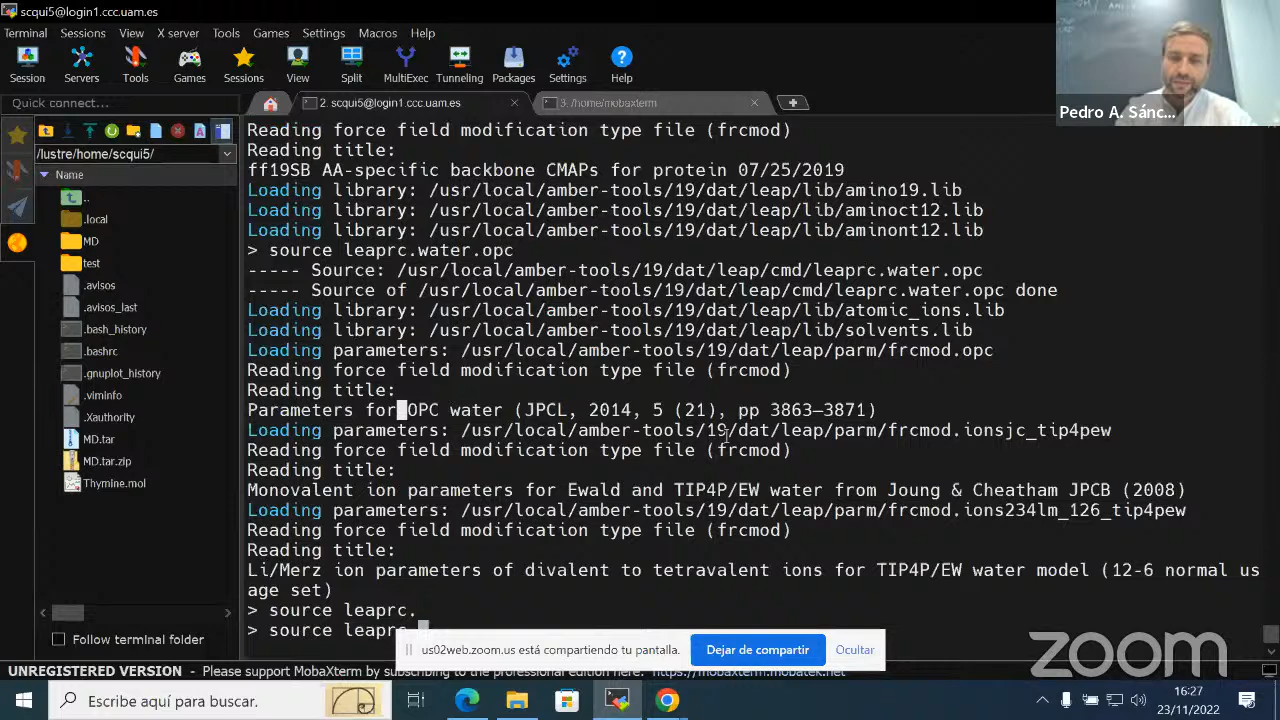 scqui5@login1.ccc.uam.es
Terminal Sessions View X server Tools Games Settings Macros Help
Session Servers Tools Games Sessions View Split MultiExec Tunneling Packages Settings Help
Quick connect...
2. scqui5@login1.ccc.uam.es
3. /home/mobaxterm
/lustre/home/scqui5/
Name
..
.local
MD
test
.avisos
.avisos_last
.bash_history
.bashrc
.gnuplot_history
.viminfo
.Xauthority
MD.tar
MD.tar.zip
Thymine.mol
Follow terminal folder
Reading force field modification type file (frcmod)
Reading title:
ff19SB AA-specific backbone CMAPs for protein 07/25/2019
Loading library: /usr/local/amber-tools/19/dat/leap/lib/amino19.lib
Loading library: /usr/local/amber-tools/19/dat/leap/lib/aminoct12.lib
Loading library: /usr/local/amber-tools/19/dat/leap/lib/aminont12.lib
> source leaprc.water.opc
----- Source: /usr/local/amber-tools/19/dat/leap/cmd/leaprc.water.opc
----- Source of /usr/local/amber-tools/19/dat/leap/cmd/leaprc.water.opc done
Loading library: /usr/local/amber-tools/19/dat/leap/lib/atomic_ions.lib
Loading library: /usr/local/amber-tools/19/dat/leap/lib/solvents.lib
Loading parameters: /usr/local/amber-tools/19/dat/leap/parm/frcmod.opc
Reading force field modification type file (frcmod)
Reading title:
Parameters for OPC water (JPCL, 2014, 5 (21), pp 3863–3871)
Loading parameters: /usr/local/amber-tools/19/dat/leap/parm/frcmod.ionsjc_tip4pew
Reading force field modification type file (frcmod)
Reading title:
Monovalent ion parameters for Ewald and TIP4P/EW water from Joung & Cheatham JPCB (2008)
Loading parameters: /usr/local/amber-tools/19/dat/leap/parm/frcmod.ions234lm_126_tip4pew
Reading force field modification type file (frcmod)
Reading title:
Li/Merz ion parameters of divalent to tetravalent ions for TIP4P/EW water model (12-6 normal us
age set)
> source leaprc.
> source leaprc.
Pedro A. Sánc...
us02web.zoom.us está compartiendo tu pantalla.
Dejar de compartir
Ocultar
zoom
UNREGISTERED VERSION - Please support MobaXterm by subscribing to the professional edition here: https://mobaxterm.mobatek.net
Escribe aquí para buscar.
16:27
23/11/2022